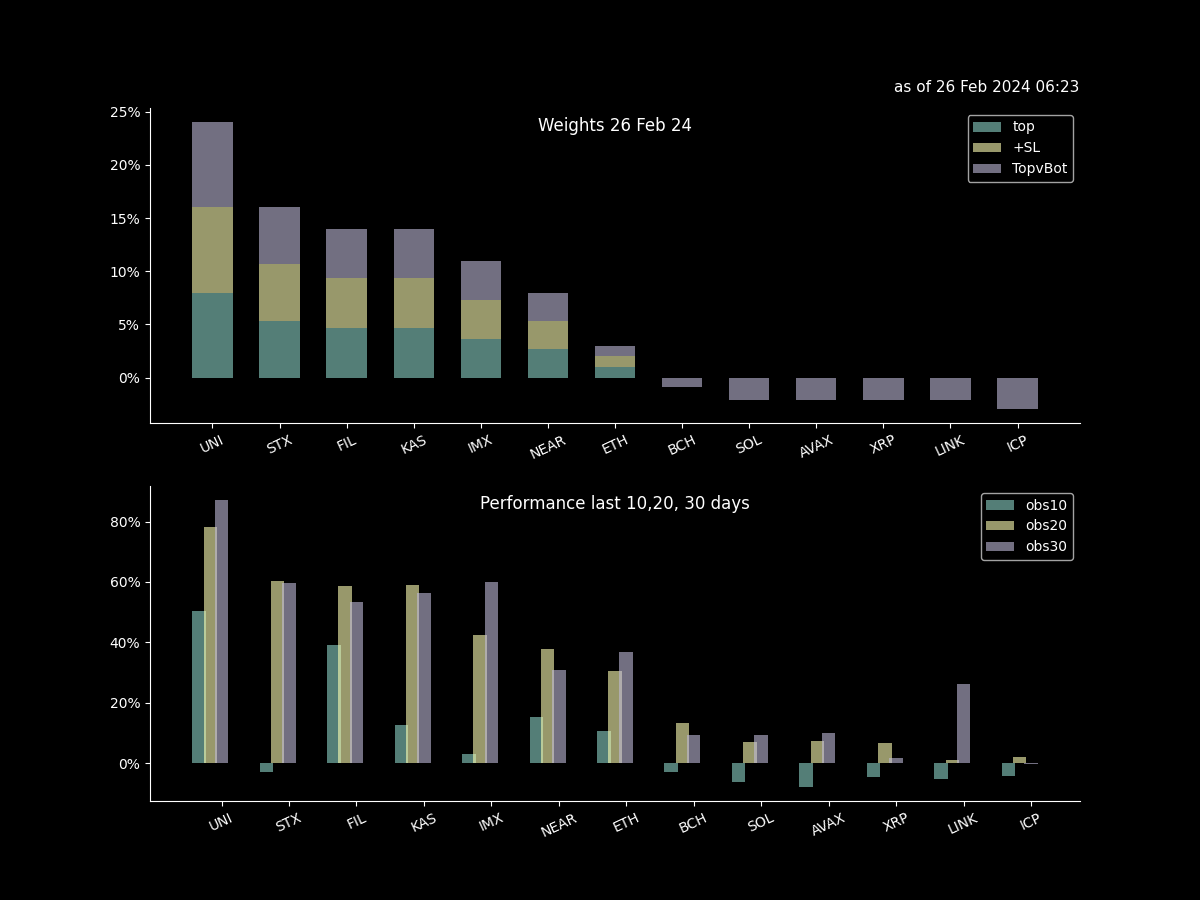 as of 26 Feb 2024 06:23
Weights 26 Feb 24
top
+SL
TopvBot
25%
20%
15%
10%
5%
0%
UNI STX FIL KAS IMX NEAR ETH BCH SOL AVAX XRP LINK ICP
Performance last 10,20, 30 days
obs10
obs20
obs30
80%
60%
40%
20%
0%
UNI STX FIL KAS IMX NEAR ETH BCH SOL AVAX XRP LINK ICP